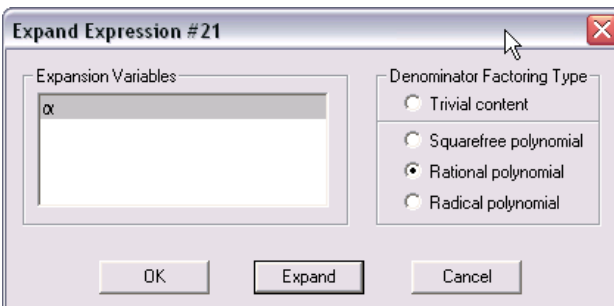 Expand Expression #21
Expansion Variables
α
Denominator Factoring Type
Trivial content
Squarefree polynomial
Rational polynomial
Radical polynomial
OK
Expand
Cancel